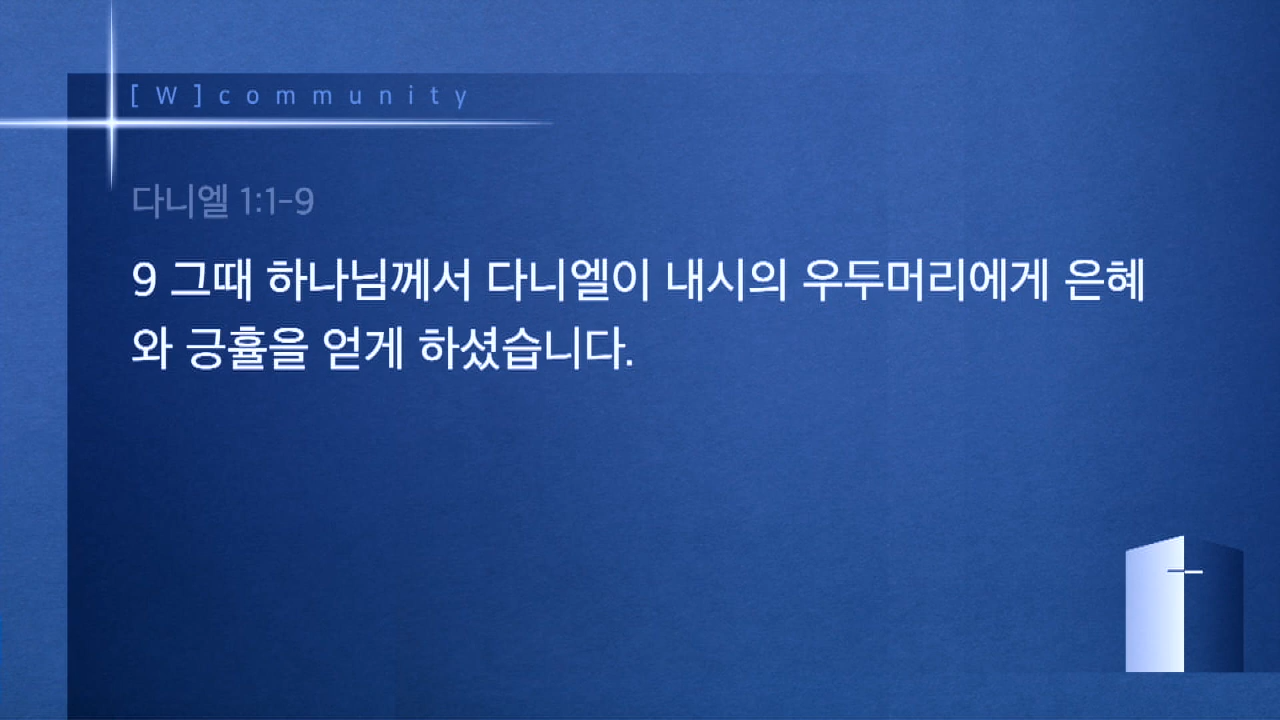 [W]community
다니엘 1:1-9
9 그때 하나님께서 다니엘이 내시의 우두머리에게 은혜
와 긍휼을 얻게 하셨습니다.